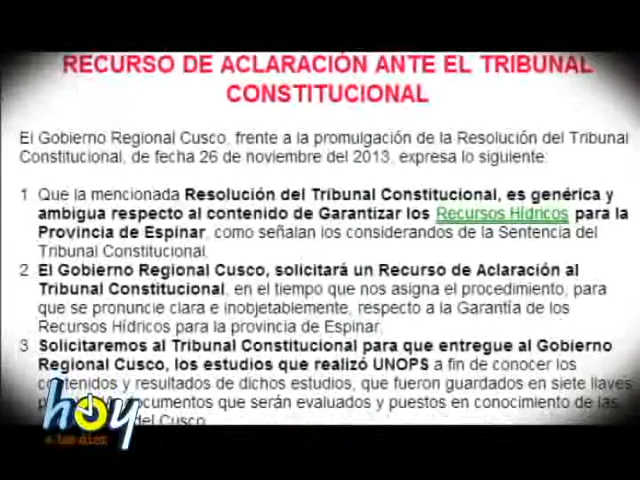 RECURSO DE ACLARACIÓN ANTE EL TRIBUNAL
CONSTITUCIONAL
El Gobierno Regional Cusco, frente a la promulgación de la Resolución del Tribunal
Constitucional, de fecha 26 de noviembre del 2013, expresa lo siguiente:
1 Que la mencionada Resolución del Tribunal Constitucional, es genérica y
ambigua respecto al contenido de Garantizar los Recursos Hídricos para la
Provincia de Espinar, como señalan los considerandos de la Sentencia del
Tribunal Constitucional.
2 El Gobierno Regional Cusco, solicitará un Recurso de Aclaración al
Tribunal Constitucional, en el tiempo que nos asigna el procedimiento, para
que se pronuncie clara e inobjetablemente, respecto a la Garantía de los
Recursos Hídricos para la provincia de Espinar.
3 Solicitaremos al Tribunal Constitucional para que entregue al Gobierno
Regional Cusco, los estudios que realizó UNOPS a fin de conocer los
contenidos y resultados de dichos estudios, que fueron guardados en siete llaves
documentos que serán evaluados y puestos en conocimiento de las
del Cusco.
hoy
a las diez